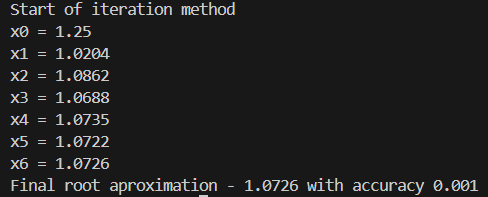 Start of iteration method
x0 = 1.25
x1 = 1.0204
x2 = 1.0862
x3 = 1.0688
x4 = 1.0735
x5 = 1.0722
x6 = 1.0726
Final root aproximation - 1.0726 with accuracy 0.001